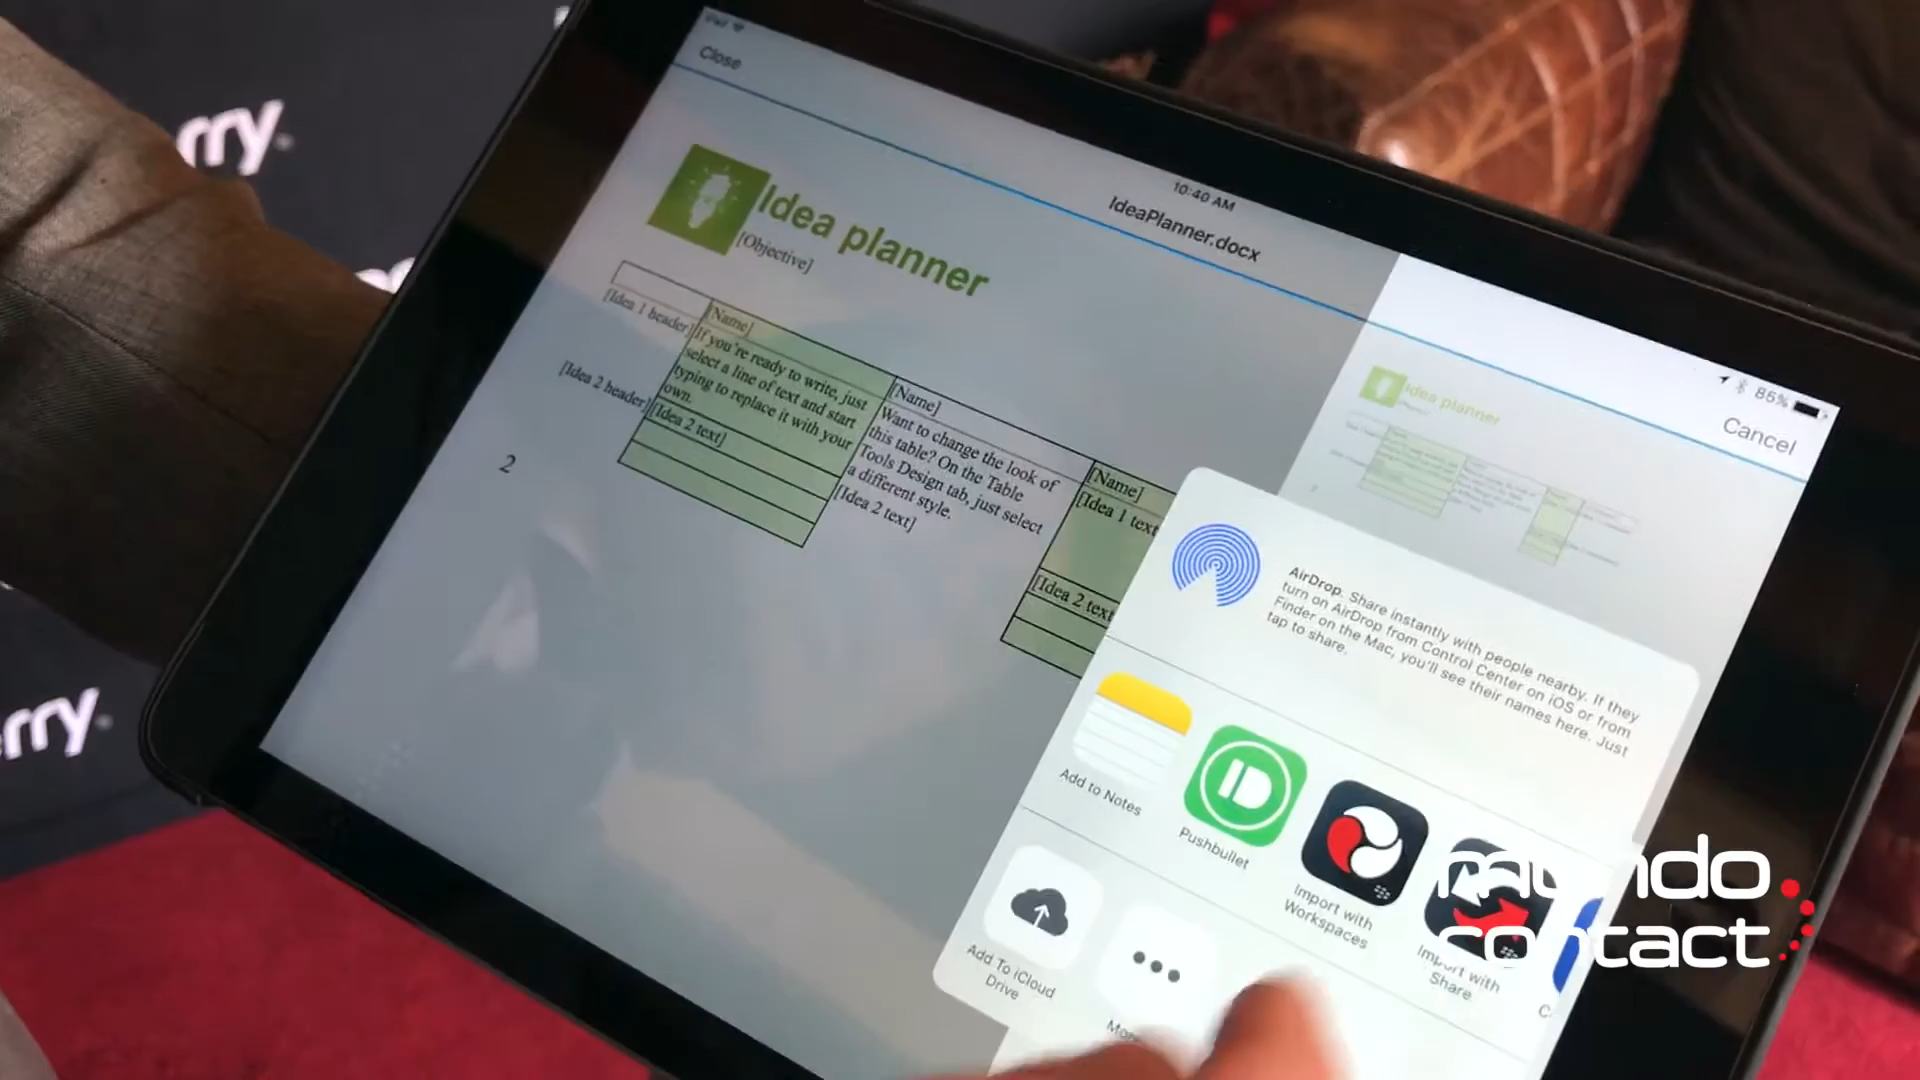 rry.
rry.
iPad
Close
10:40 AM
IdeaPlanner.docx
85%
Cancel
Idea planner
[Objective]
[Idea 1 header]
[Name]
If you're ready to write, just
select a line of text and start
typing to replace it with your
own.
[Idea 2 header]
[Idea 2 text]
2
[Name]
Want to change the look of
this table? On the Table
Tools Design tab, just select
a different style.
[Idea 2 text]
[Name]
[Idea 1 text
[Idea 2 text
Idea planner
AirDrop. Share instantly with people nearby. If they
turn on AirDrop from Control Center on iOS or from
Finder on the Mac, you'll see their names here. Just
tap to share.
Add to Notes
Pushbullet
Import with
Workspaces
Import with
Share
C
Add To iCloud
Drive
Mor
mundo
contact